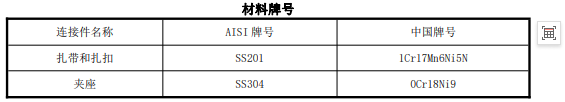 材料牌号
连接件名称 AISI 牌号 中国牌号
扎带和扎扣 SS201 1Cr17Mn6Ni5N
夹座 SS304 0Cr18Ni9